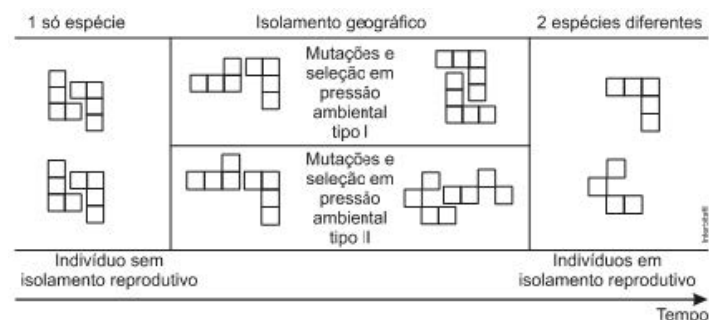 1 só espécie
Isolamento geográfico
2 espécies diferentes
Mutações e
seleção em
pressão
ambiental
tipo I
Mutações e
seleção em
pressão
ambiental
tipo II
Indivíduo sem
isolamento reprodutivo
Indivíduos em
isolamento reprodutivo
Tempo